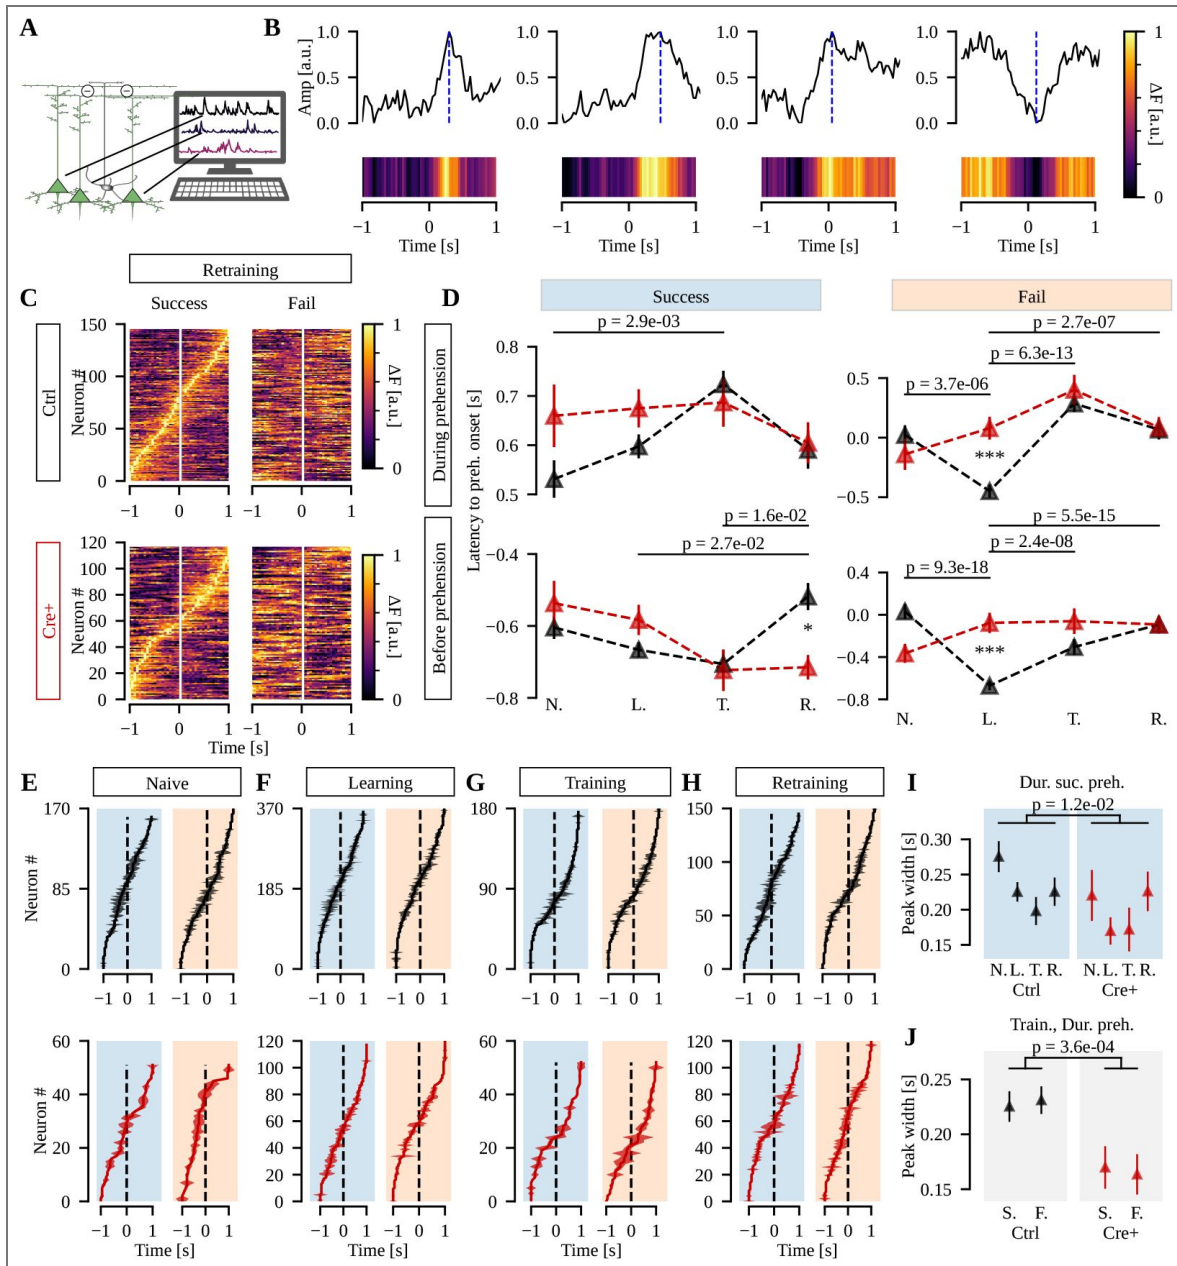 A
B
1.0
0.5
0.0
Amp [a.u.]
1.0
0.5
0.0
1.0
0.5
0.0
1.0
0.5
0.0
1
0
ΔF [a.u.]
−1 0 1
Time [s]
−1 0 1
Time [s]
−1 0 1
Time [s]
−1 0 1
Time [s]
Retraining
C
Success
Fail
Ctrl
Neuron #
150
100
50
0
−1 0 1
−1 0 1
1
0
ΔF [a.u.]
Cre+
Neuron #
120
100
80
60
40
20
0
−1 0 1
−1 0 1
Time [s]
1
0
ΔF [a.u.]
D
Success
Fail
During prehension
Before prehension
Latency to preh. onset [s]
p = 2.9e-03
0.8
0.7
0.6
0.5
p = 2.7e-07
p = 6.3e-13
p = 3.7e-06
0.5
0.0
−0.5
***
p = 1.6e-02
p = 2.7e-02
−0.4
−0.6
−0.8
*
N. L. T. R.
p = 5.5e-15
p = 2.4e-08
p = 9.3e-18
0.4
0.0
−0.4
−0.8
***
N. L. T. R.
E
Naive
F
Learning
G
Training
H
Retraining
Neuron #
170
85
0
−1 0 1
−1 0 1
370
185
0
−1 0 1
−1 0 1
180
90
0
−1 0 1
−1 0 1
150
100
50
0
−1 0 1
−1 0 1
Neuron #
60
40
20
0
−1 0 1
−1 0 1
Time [s]
120
100
80
60
40
20
0
−1 0 1
−1 0 1
Time [s]
60
40
20
0
−1 0 1
−1 0 1
Time [s]
120
100
80
60
40
20
0
−1 0 1
−1 0 1
Time [s]
I
Dur. suc. preh.
p = 1.2e-02
Peak width [s]
0.30
0.25
0.20
0.15
N. L. T. R.
N. L. T. R.
Ctrl
Cre+
J
Train., Dur. preh.
p = 3.6e-04
Peak width [s]
0.25
0.20
0.15
S. F.
S. F.
Ctrl
Cre+